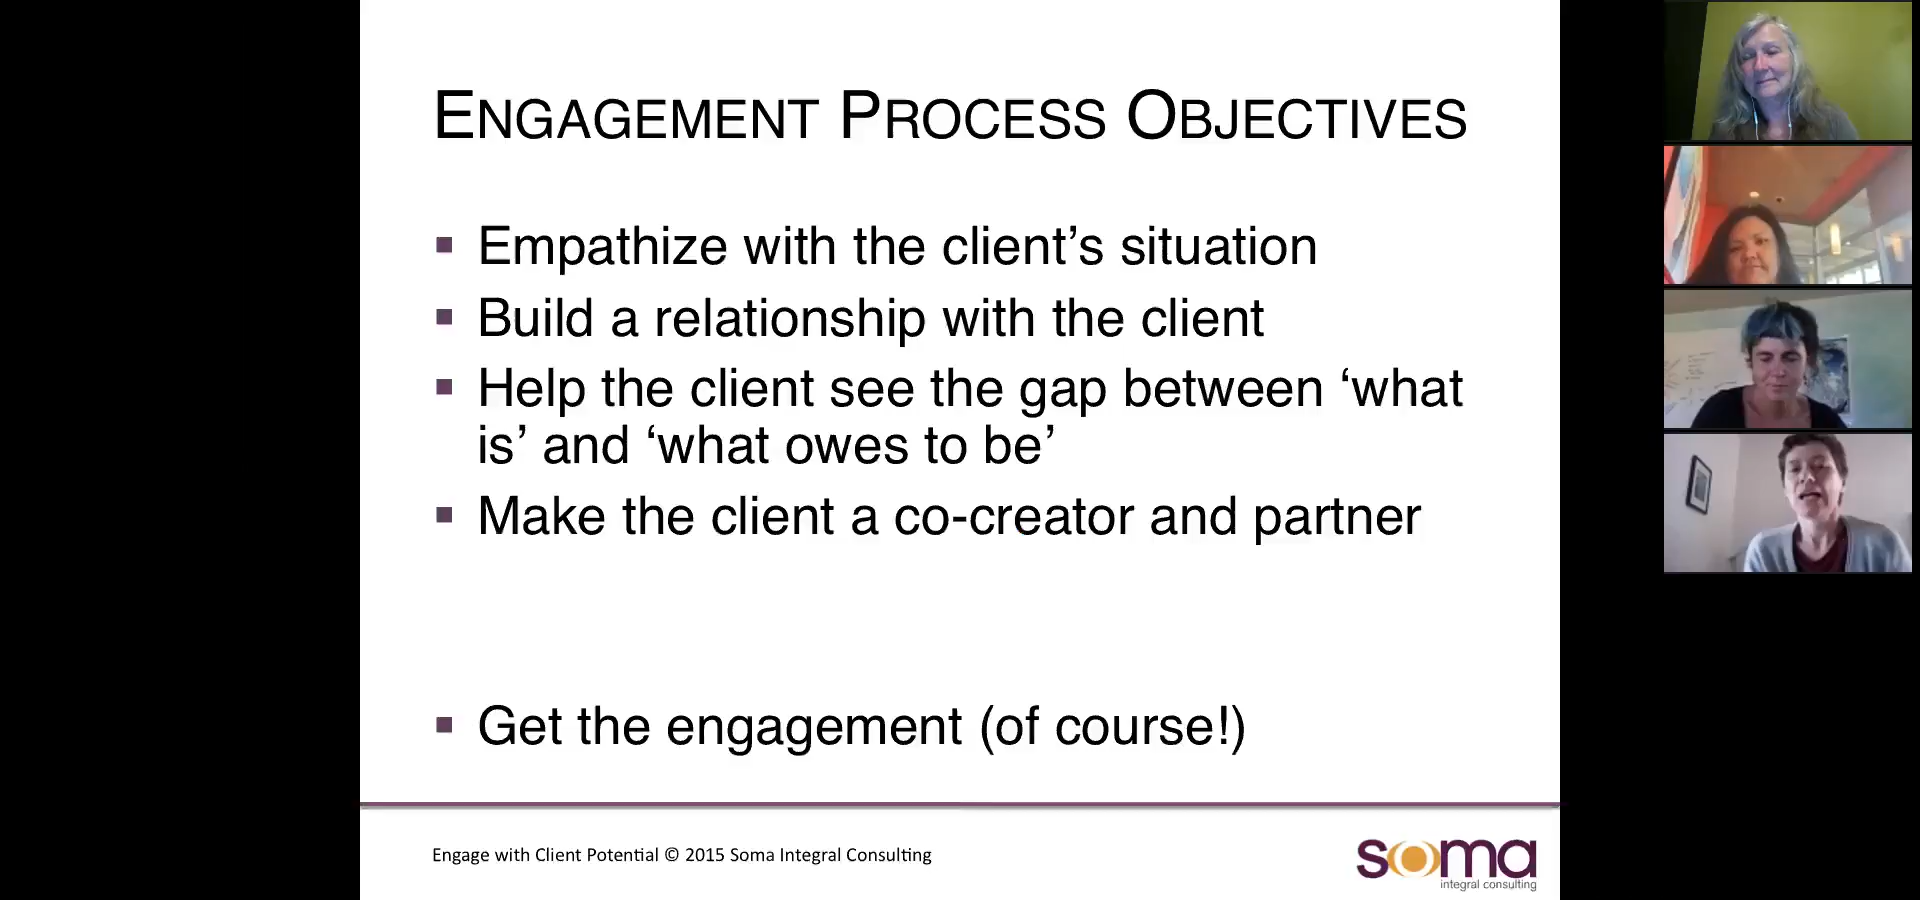 ENGAGEMENT PROCESS OBJECTIVES
▪ Empathize with the client’s situation
▪ Build a relationship with the client
▪ Help the client see the gap between ‘what
is’ and ‘what owes to be’
▪ Make the client a co-creator and partner
▪ Get the engagement (of course!)
Engage with Client Potential © 2015 Soma Integral Consulting
soma
integral consulting